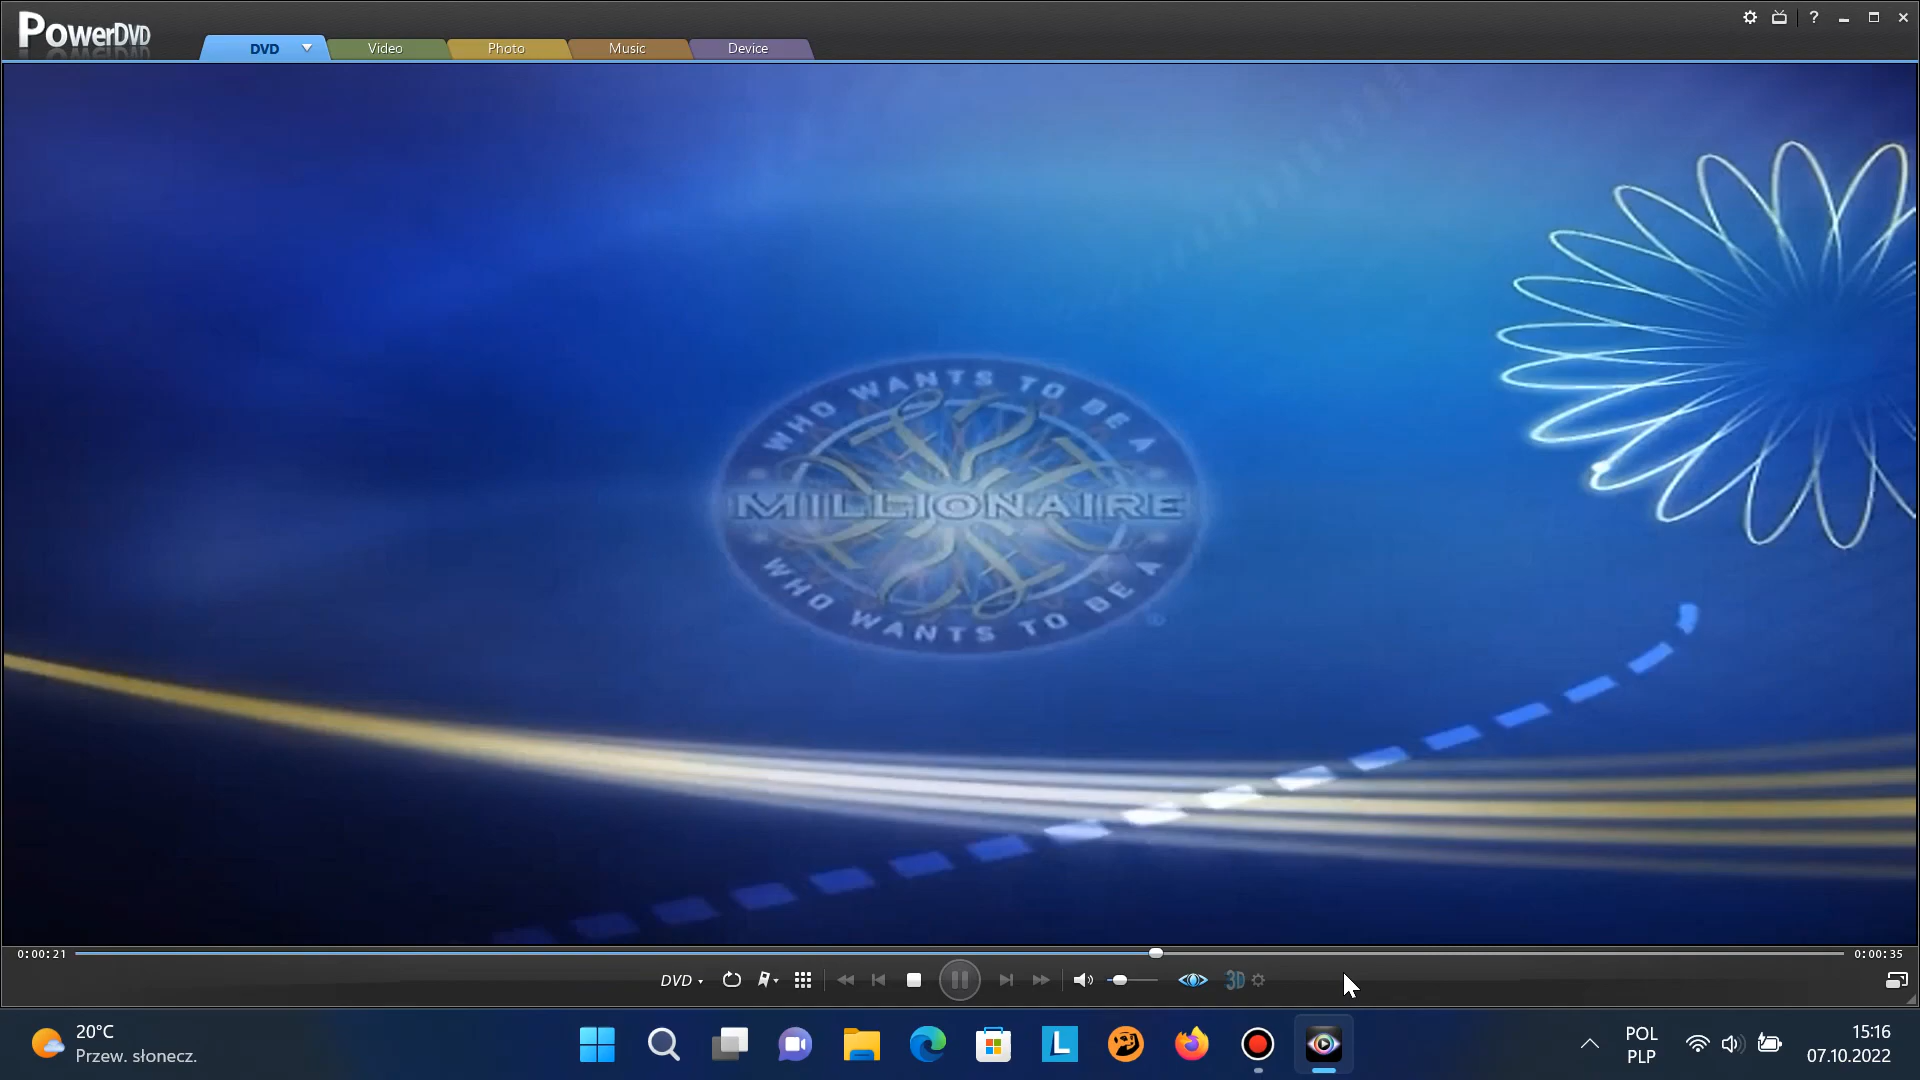 PowerDVD
DVD
Video
Photo
Music
Device
?
WHO WANTS TO BE A
MILLIONAIRE
WHO WANTS TO BE A
®
0:00:21
0:00:35
DVD
3D
20°C
Przew. słonecz.
L
POL
PLP
15:16
07.10.2022